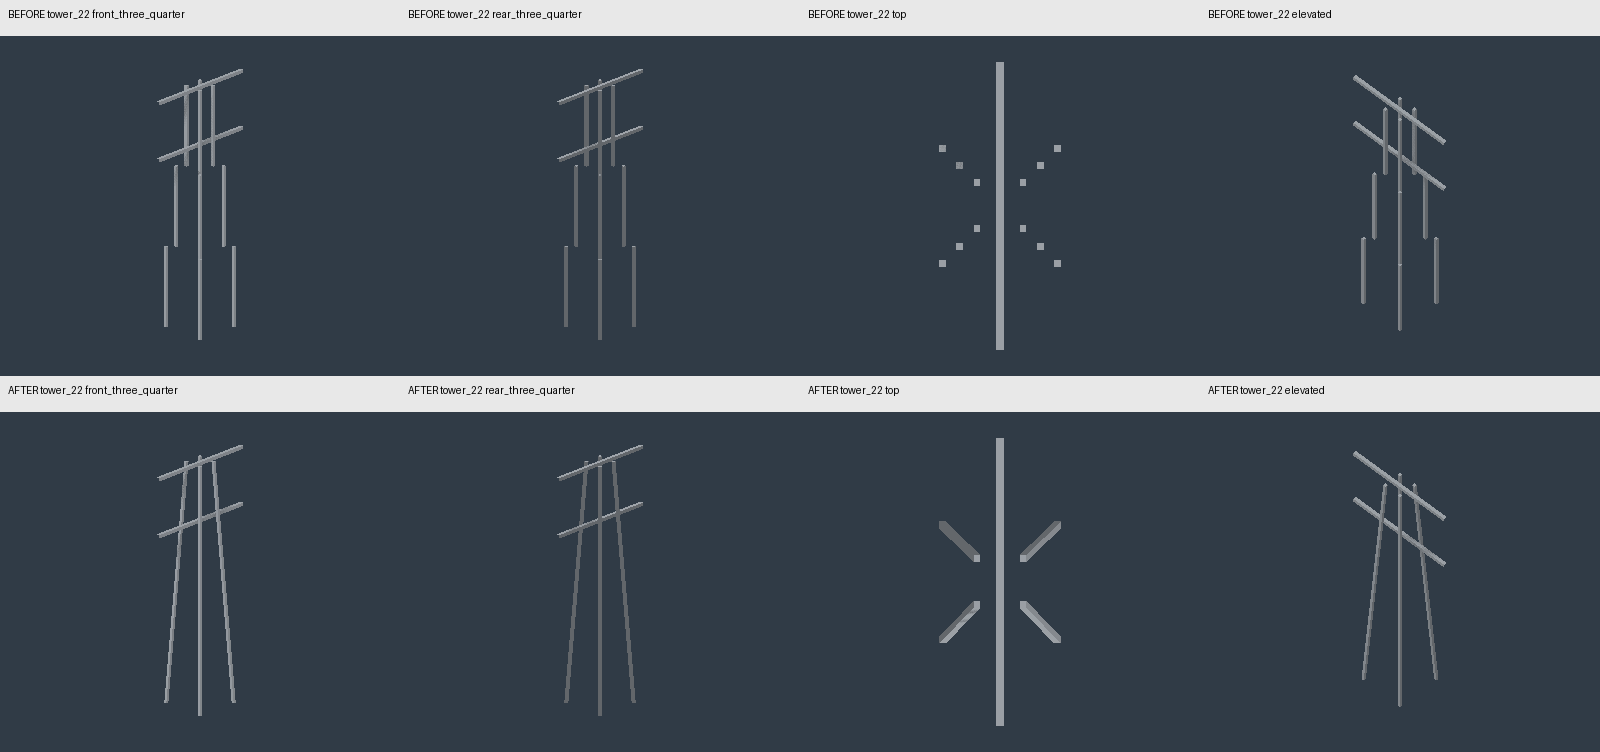 BEFORE tower_22 front_three_quarter
BEFORE tower_22 rear_three_quarter
BEFORE tower_22 top
BEFORE tower_22 elevated
AFTER tower_22 front_three_quarter
AFTER tower_22 rear_three_quarter
AFTER tower_22 top
AFTER tower_22 elevated